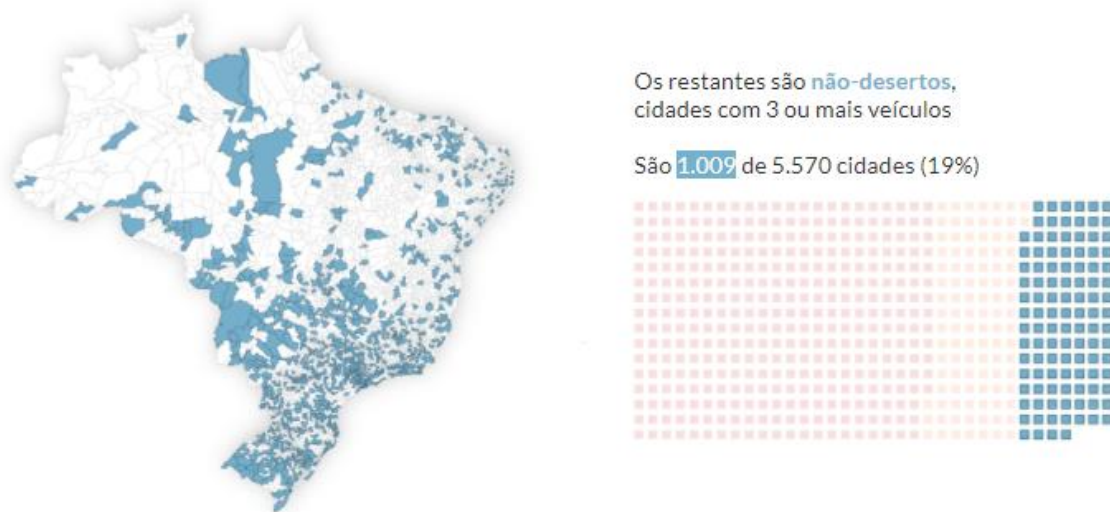 Os restantes são não-desertos,
cidades com 3 ou mais veículos
São 1.009 de 5.570 cidades (19%)